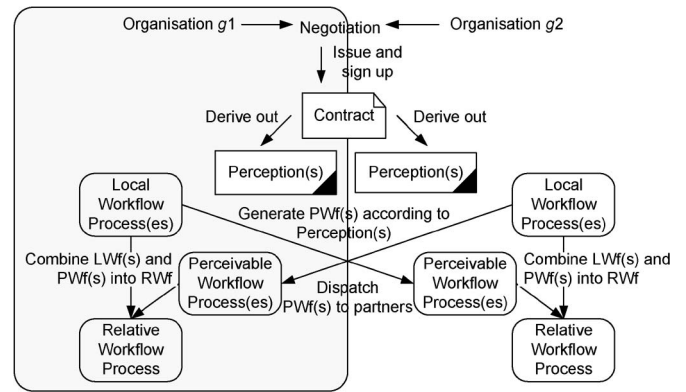 Organisation g1
Negotiation
Organisation g2
Issue and
sign up
Contract
Derive out
Derive out
Perception(s)
Perception(s)
Local
Workflow
Process(es)
Local
Workflow
Process(es)
Generate PWf(s) according to
Perception(s)
Combine LWf(s) and
PWf(s) into RWf
Perceivable
Workflow
Process(es)
Dispatch
PWf(s) to partners
Perceivable
Workflow
Process(es)
Combine LWf(s) and
PWf(s) into RWf
Relative
Workflow
Process
Relative
Workflow
Process